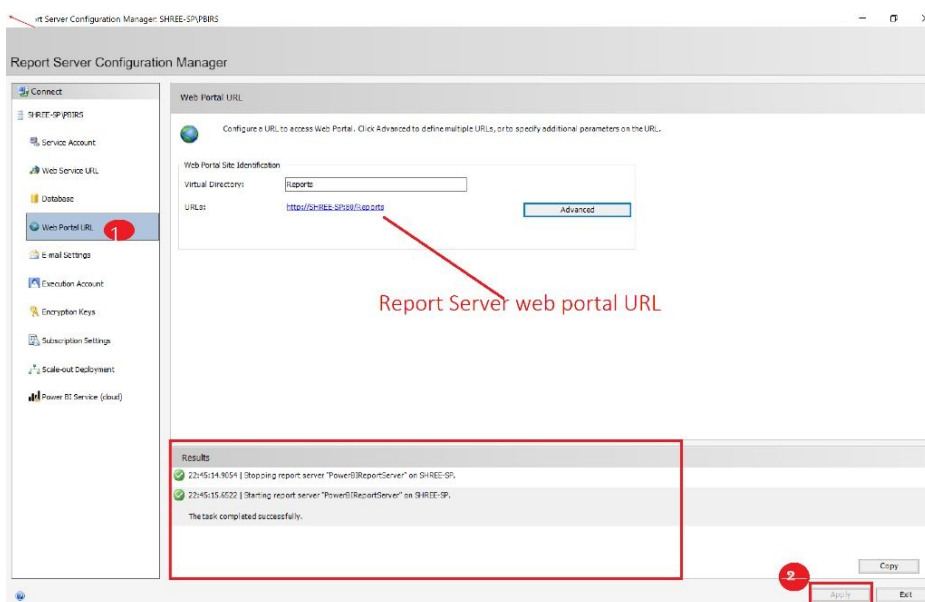 rt Server Configuration Manager: SHREE-SP\PBIRS
Report Server Configuration Manager
Connect
SHREE-SP\PBIRS
Service Account
Web Service URL
Database
Web Portal URL
1
E-mail Settings
Execution Account
Encryption Keys
Subscription Settings
Scale-out Deployment
Power BI Service (cloud)
Web Portal URL
Configure a URL to access Web Portal. Click Advanced to define multiple URLs, or to specify additional parameters on the URL.
Web Portal Site Identification
Virtual Directory: Reports
URLs: http://SHREE-SP:80/Reports
Advanced
Report Server web portal URL
Results
22:45:14.9054 | Stopping report server "PowerBIReportServer" on SHREE-SP.
22:45:15.6522 | Starting report server "PowerBIReportServer" on SHREE-SP.
The task completed successfully.
Copy
2
Apply
Exit